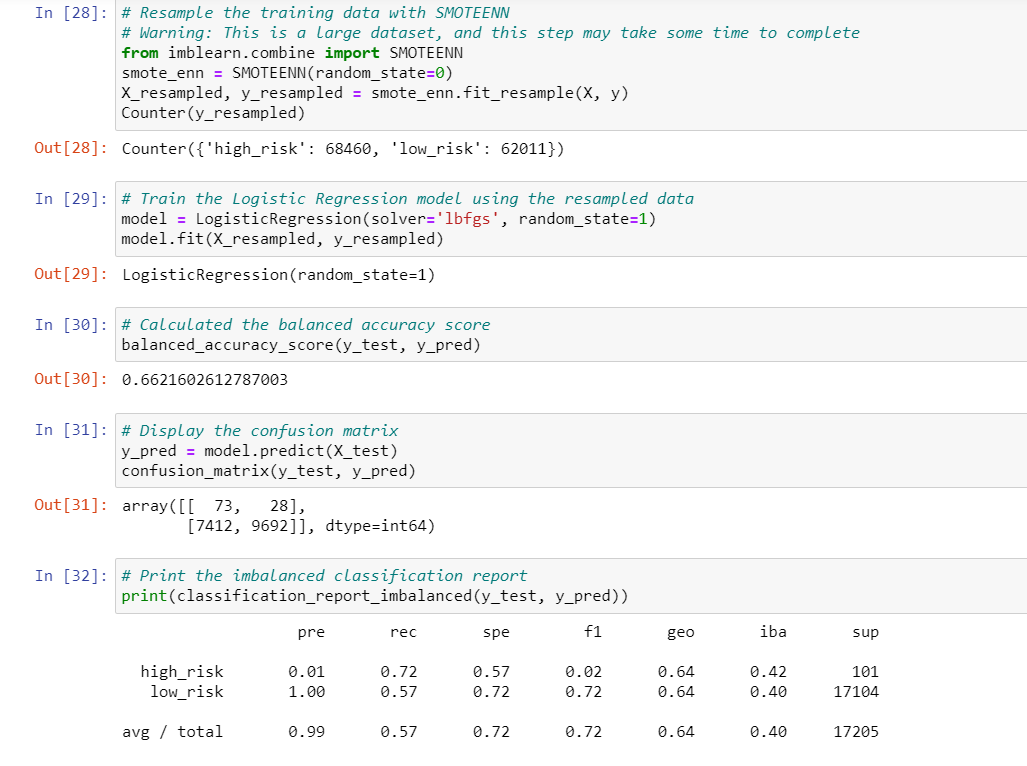 In [28]: # Resample the training data with SMOTEENN
# Warning: This is a large dataset, and this step may take some time to complete
from imblearn.combine import SMOTEENN
smote_enn = SMOTEENN(random_state=0)
X_resampled, y_resampled = smote_enn.fit_resample(X, y)
Counter(y_resampled)
Out[28]: Counter({'high_risk': 68460, 'low_risk': 62011})
In [29]: # Train the Logistic Regression model using the resampled data
model = LogisticRegression(solver='lbfgs', random_state=1)
model.fit(X_resampled, y_resampled)
Out[29]: LogisticRegression(random_state=1)
In [30]: # Calculated the balanced accuracy score
balanced_accuracy_score(y_test, y_pred)
Out[30]: 0.6621602612787003
In [31]: # Display the confusion matrix
y_pred = model.predict(X_test)
confusion_matrix(y_test, y_pred)
Out[31]: array([[  73,   28],
       [7412, 9692]], dtype=int64)
In [32]: # Print the imbalanced classification report
print(classification_report_imbalanced(y_test, y_pred))
pre rec spe f1 geo iba sup
high_risk 0.01 0.72 0.57 0.02 0.64 0.42 101
low_risk 1.00 0.57 0.72 0.72 0.64 0.40 17104
avg / total 0.99 0.57 0.72 0.72 0.64 0.40 17205